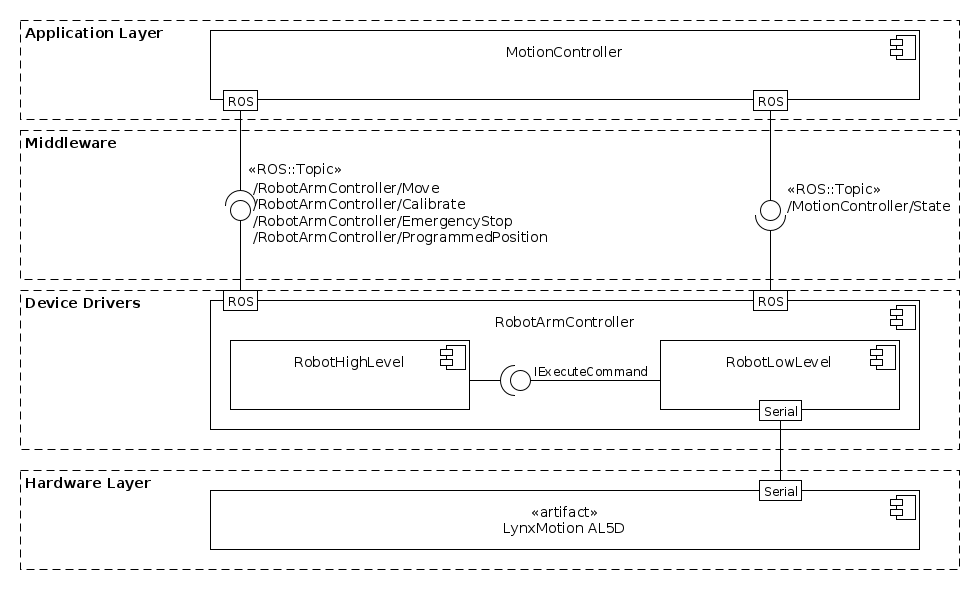 Application Layer
MotionController
ROS
ROS
Middleware
«ROS::Topic»
/RobotArmController/Move
/RobotArmController/Calibrate
/RobotArmController/EmergencyStop
/RobotArmController/ProgrammedPosition
«ROS::Topic»
/MotionController/State
Device Drivers
ROS
ROS
RobotArmController
RobotHighLevel
IExecuteCommand
RobotLowLevel
Serial
Hardware Layer
Serial
«artifact»
LynxMotion AL5D